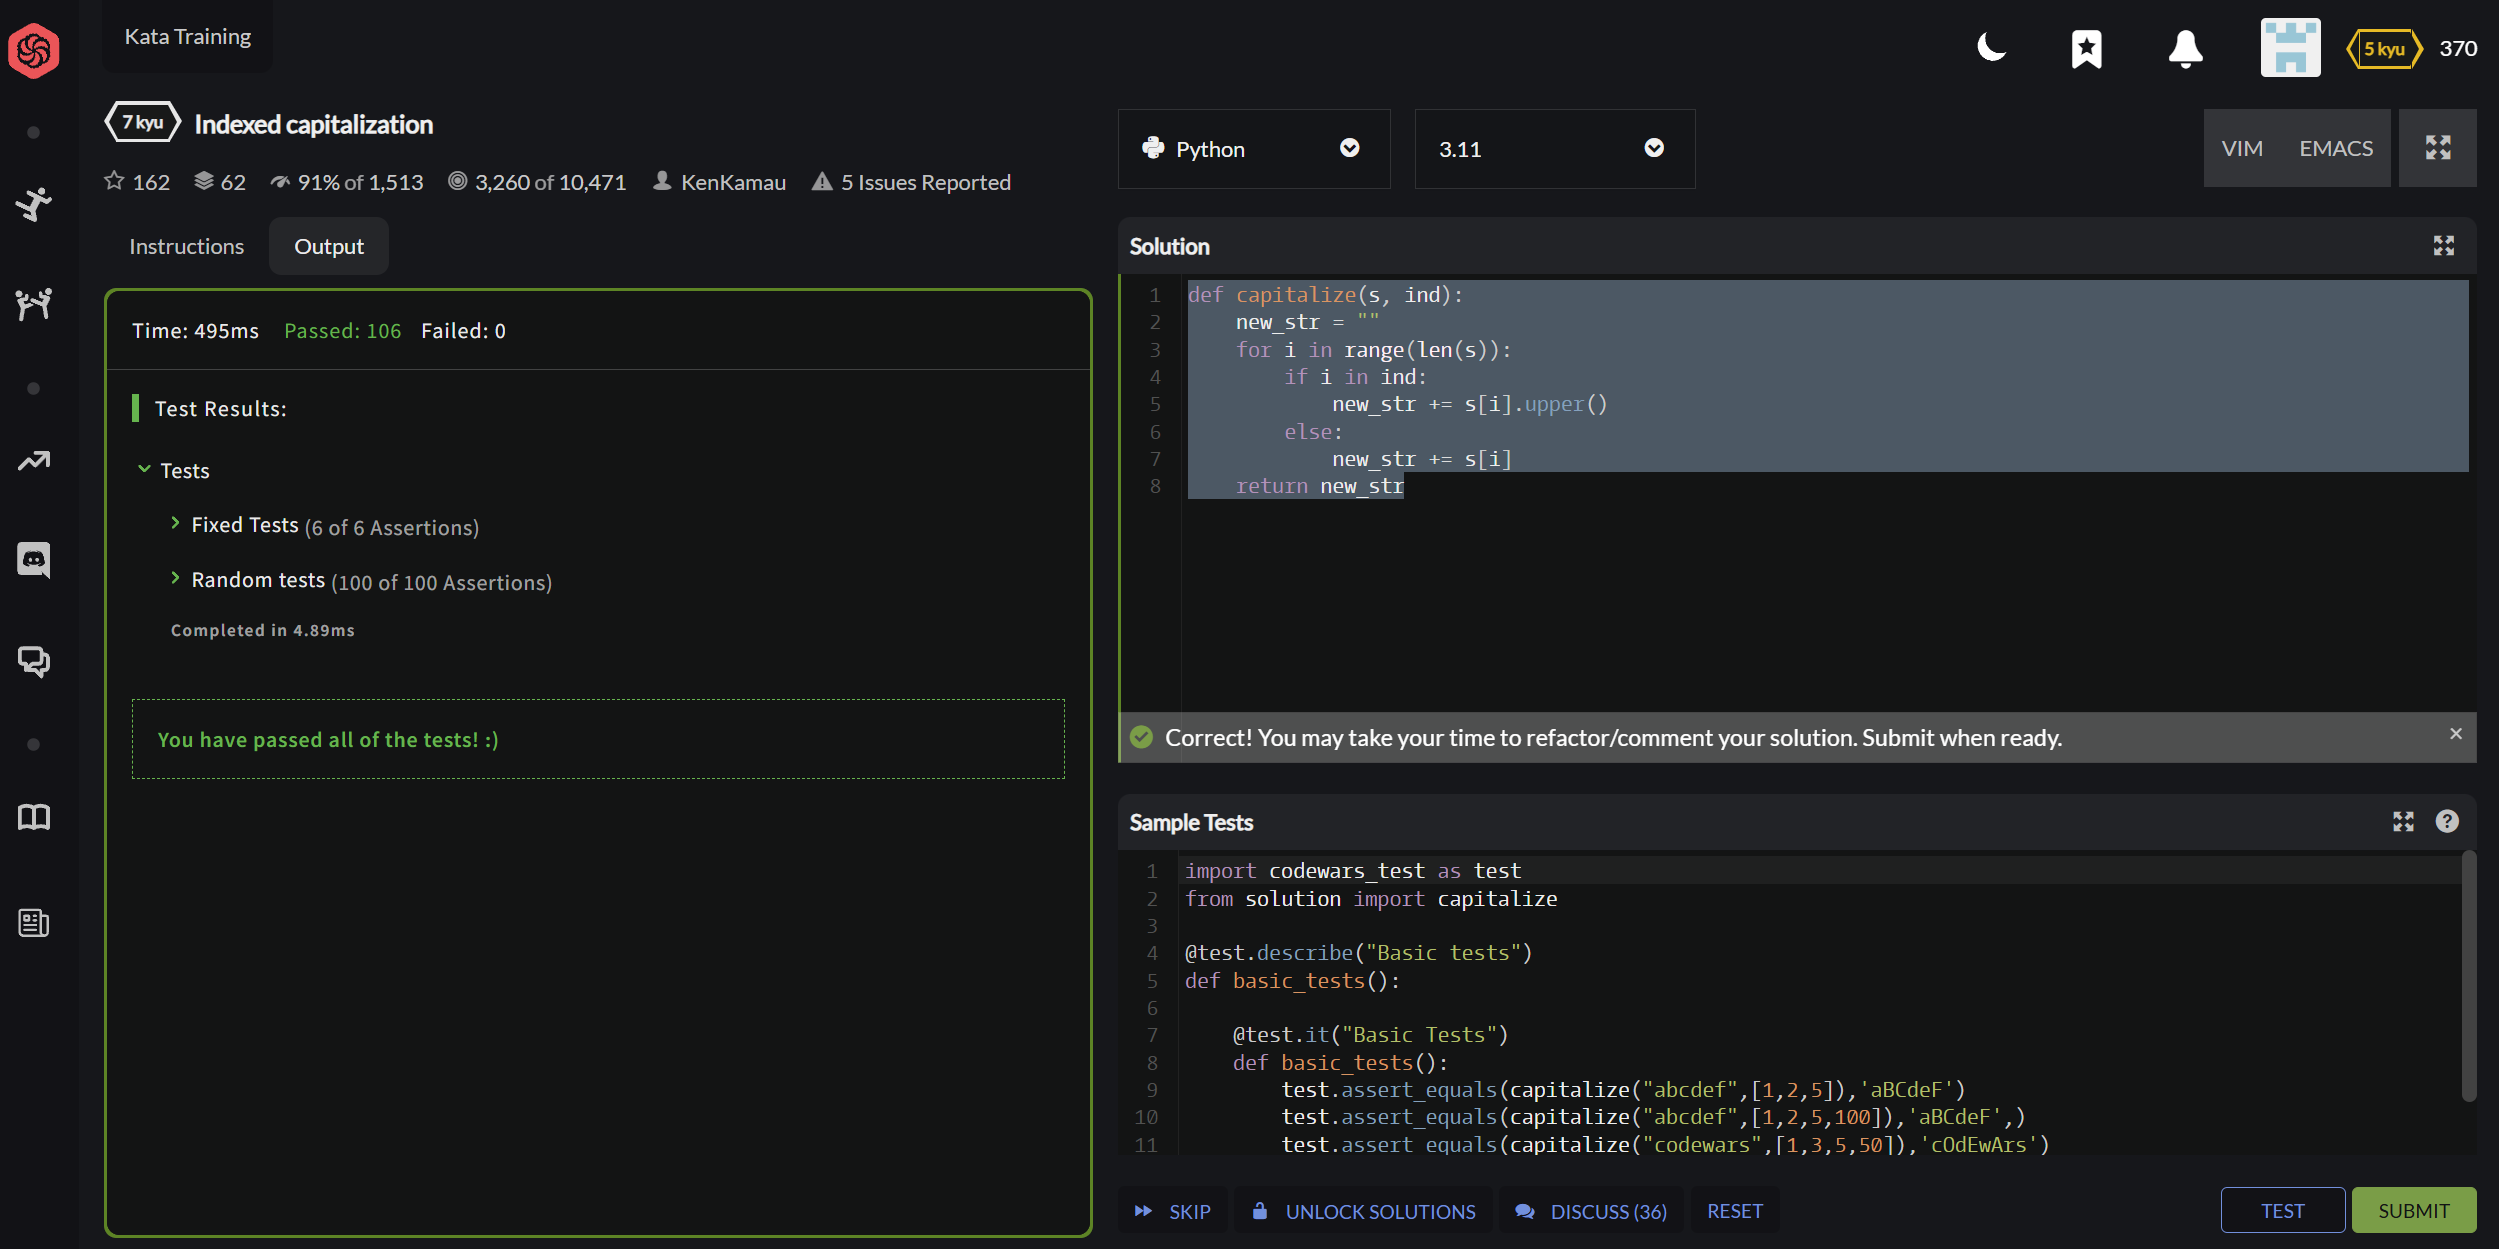 Kata Training
5 kyu
370
7 kyu
Indexed capitalization
162
62
91% of 1,513
3,260 of 10,471
KenKamau
5 Issues Reported
Instructions
Output
Time: 495ms Passed: 106 Failed: 0
Test Results:
Tests
Fixed Tests (6 of 6 Assertions)
Random tests (100 of 100 Assertions)
Completed in 4.89ms
You have passed all of the tests! :)
Python
3.11
VIM
EMACS
Solution
1 def capitalize(s, ind):
2     new_str = ""
3     for i in range(len(s)):
4         if i in ind:
5             new_str += s[i].upper()
6         else:
7             new_str += s[i]
8     return new_str
Correct! You may take your time to refactor/comment your solution. Submit when ready.
×
Sample Tests
?
1 import codewars_test as test
2 from solution import capitalize
3
4 @test.describe("Basic tests")
5 def basic_tests():
6
7     @test.it("Basic Tests")
8     def basic_tests():
9         test.assert_equals(capitalize("abcdef",[1,2,5]),'aBCdeF')
10         test.assert_equals(capitalize("abcdef",[1,2,5,100]),'aBCdeF',)
11         test.assert_equals(capitalize("codewars",[1,3,5,50]),'cOdEwArs')
SKIP
UNLOCK SOLUTIONS
DISCUSS (36)
RESET
TEST
SUBMIT